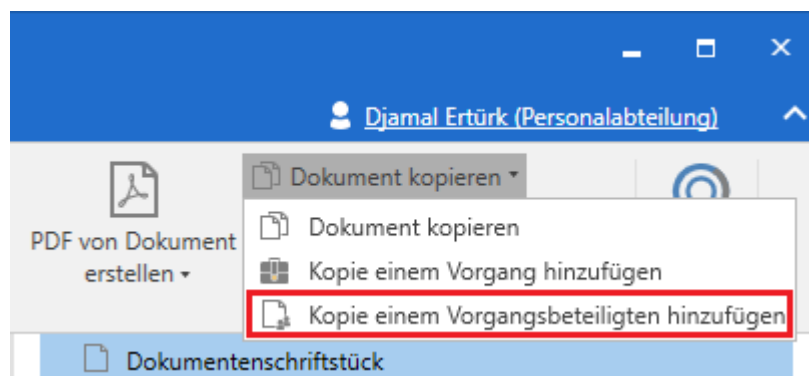 Djamal Ertürk (Personalabteilung)
Dokument kopieren
PDF von Dokument
erstellen
Dokument kopieren
Kopie einem Vorgang hinzufügen
Kopie einem Vorgangsbeteiligten hinzufügen
Dokumentenschriftstück